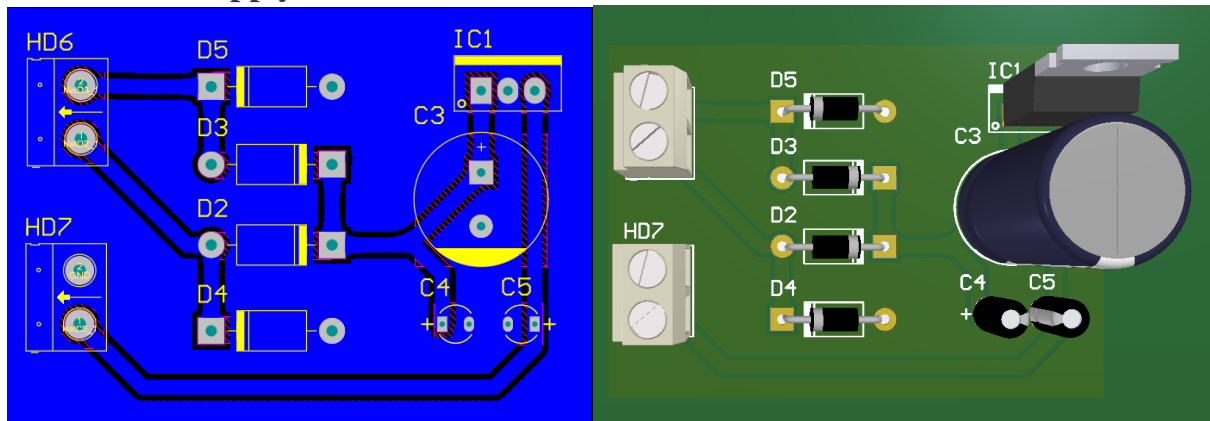 HD6
D5
IC1
D3
C3
D2
HD7
GND
D4
C4
C5
+
+
+
D5
IC1
D3
C3
D2
HD7
D4
C4
C5
+